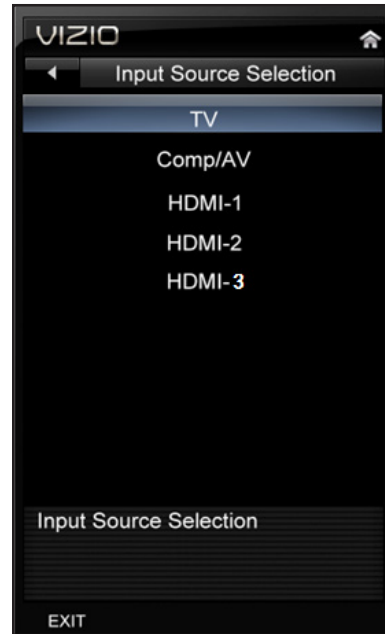 VIZIO
Input Source Selection
TV
Comp/AV
HDMI-1
HDMI-2
HDMI-3
Input Source Selection
EXIT